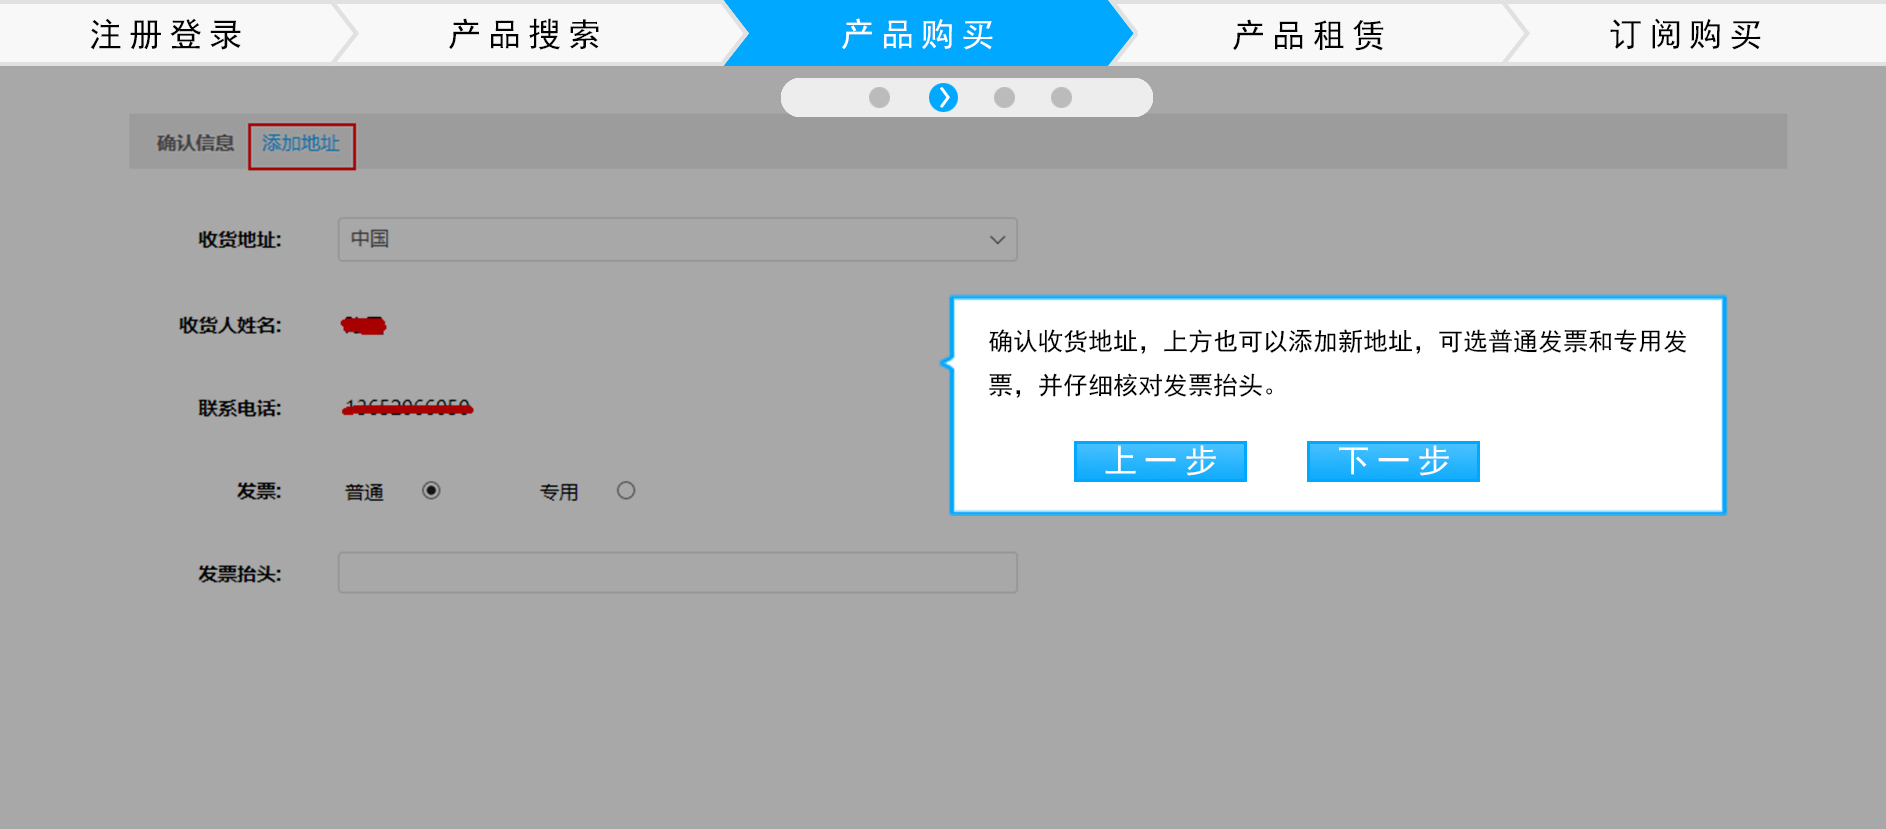 注册登录
产品搜索
产品购买
产品租赁
订阅购买
确认信息 添加地址
收货地址: 中国
收货人姓名:
联系电话:
发票: 普通 专用
发票抬头:
确认收货地址，上方也可以添加新地址，可选普通发票和专用发
票，并仔细核对发票抬头。
上一步 下一步